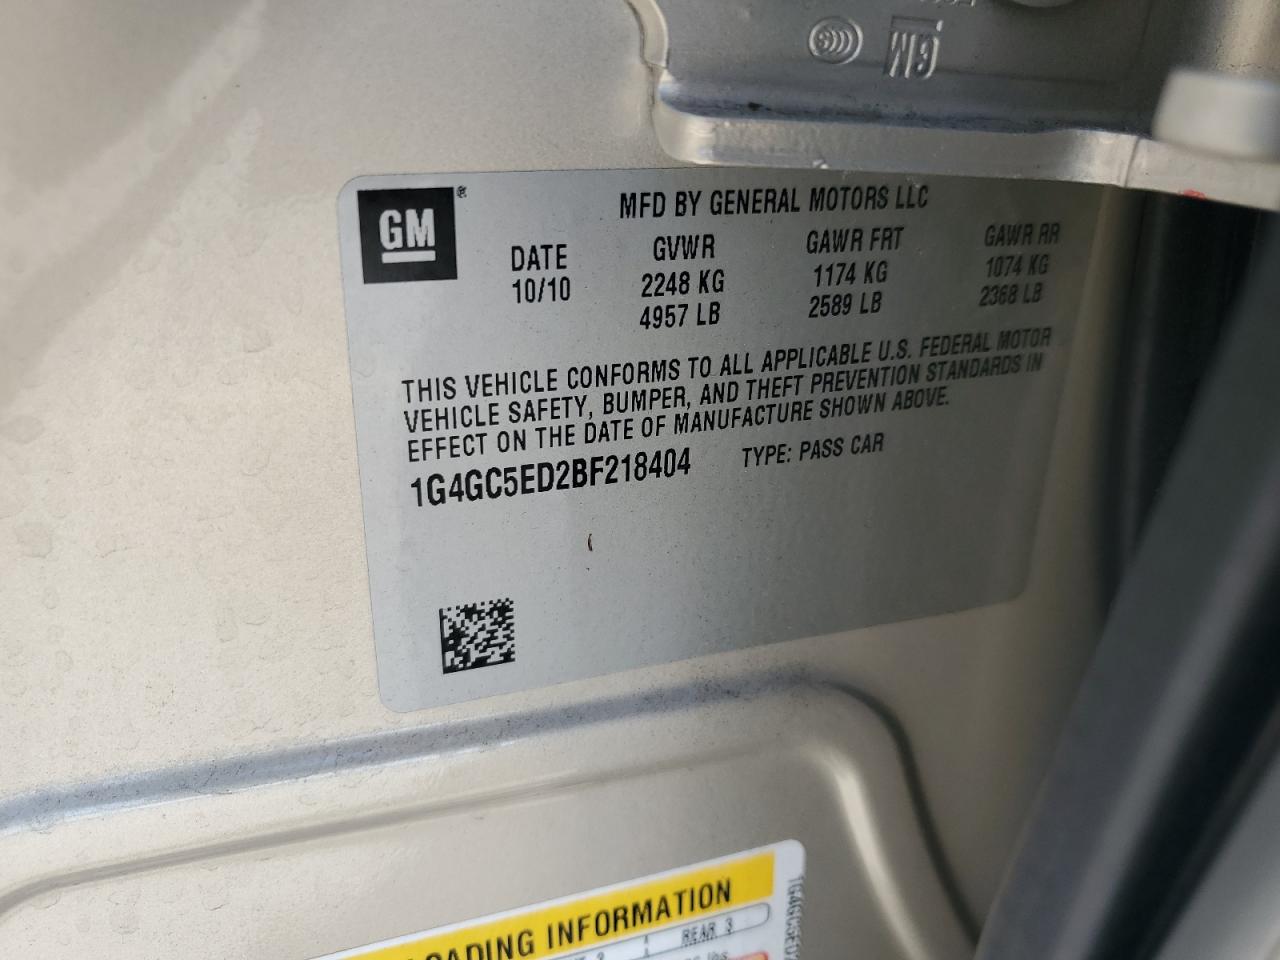 GM
GM ®
MFD BY GENERAL MOTORS LLC
DATE GVWR GAWR FRT GAWR RR
10/10 2248 KG 1174 KG 1074 KG
4957 LB 2589 LB 2368 LB
THIS VEHICLE CONFORMS TO ALL APPLICABLE U.S. FEDERAL MOTOR
VEHICLE SAFETY, BUMPER, AND THEFT PREVENTION STANDARDS IN
EFFECT ON THE DATE OF MANUFACTURE SHOWN ABOVE.
1G4GC5ED2BF218404 TYPE: PASS CAR
INFORMATION
REAR 3